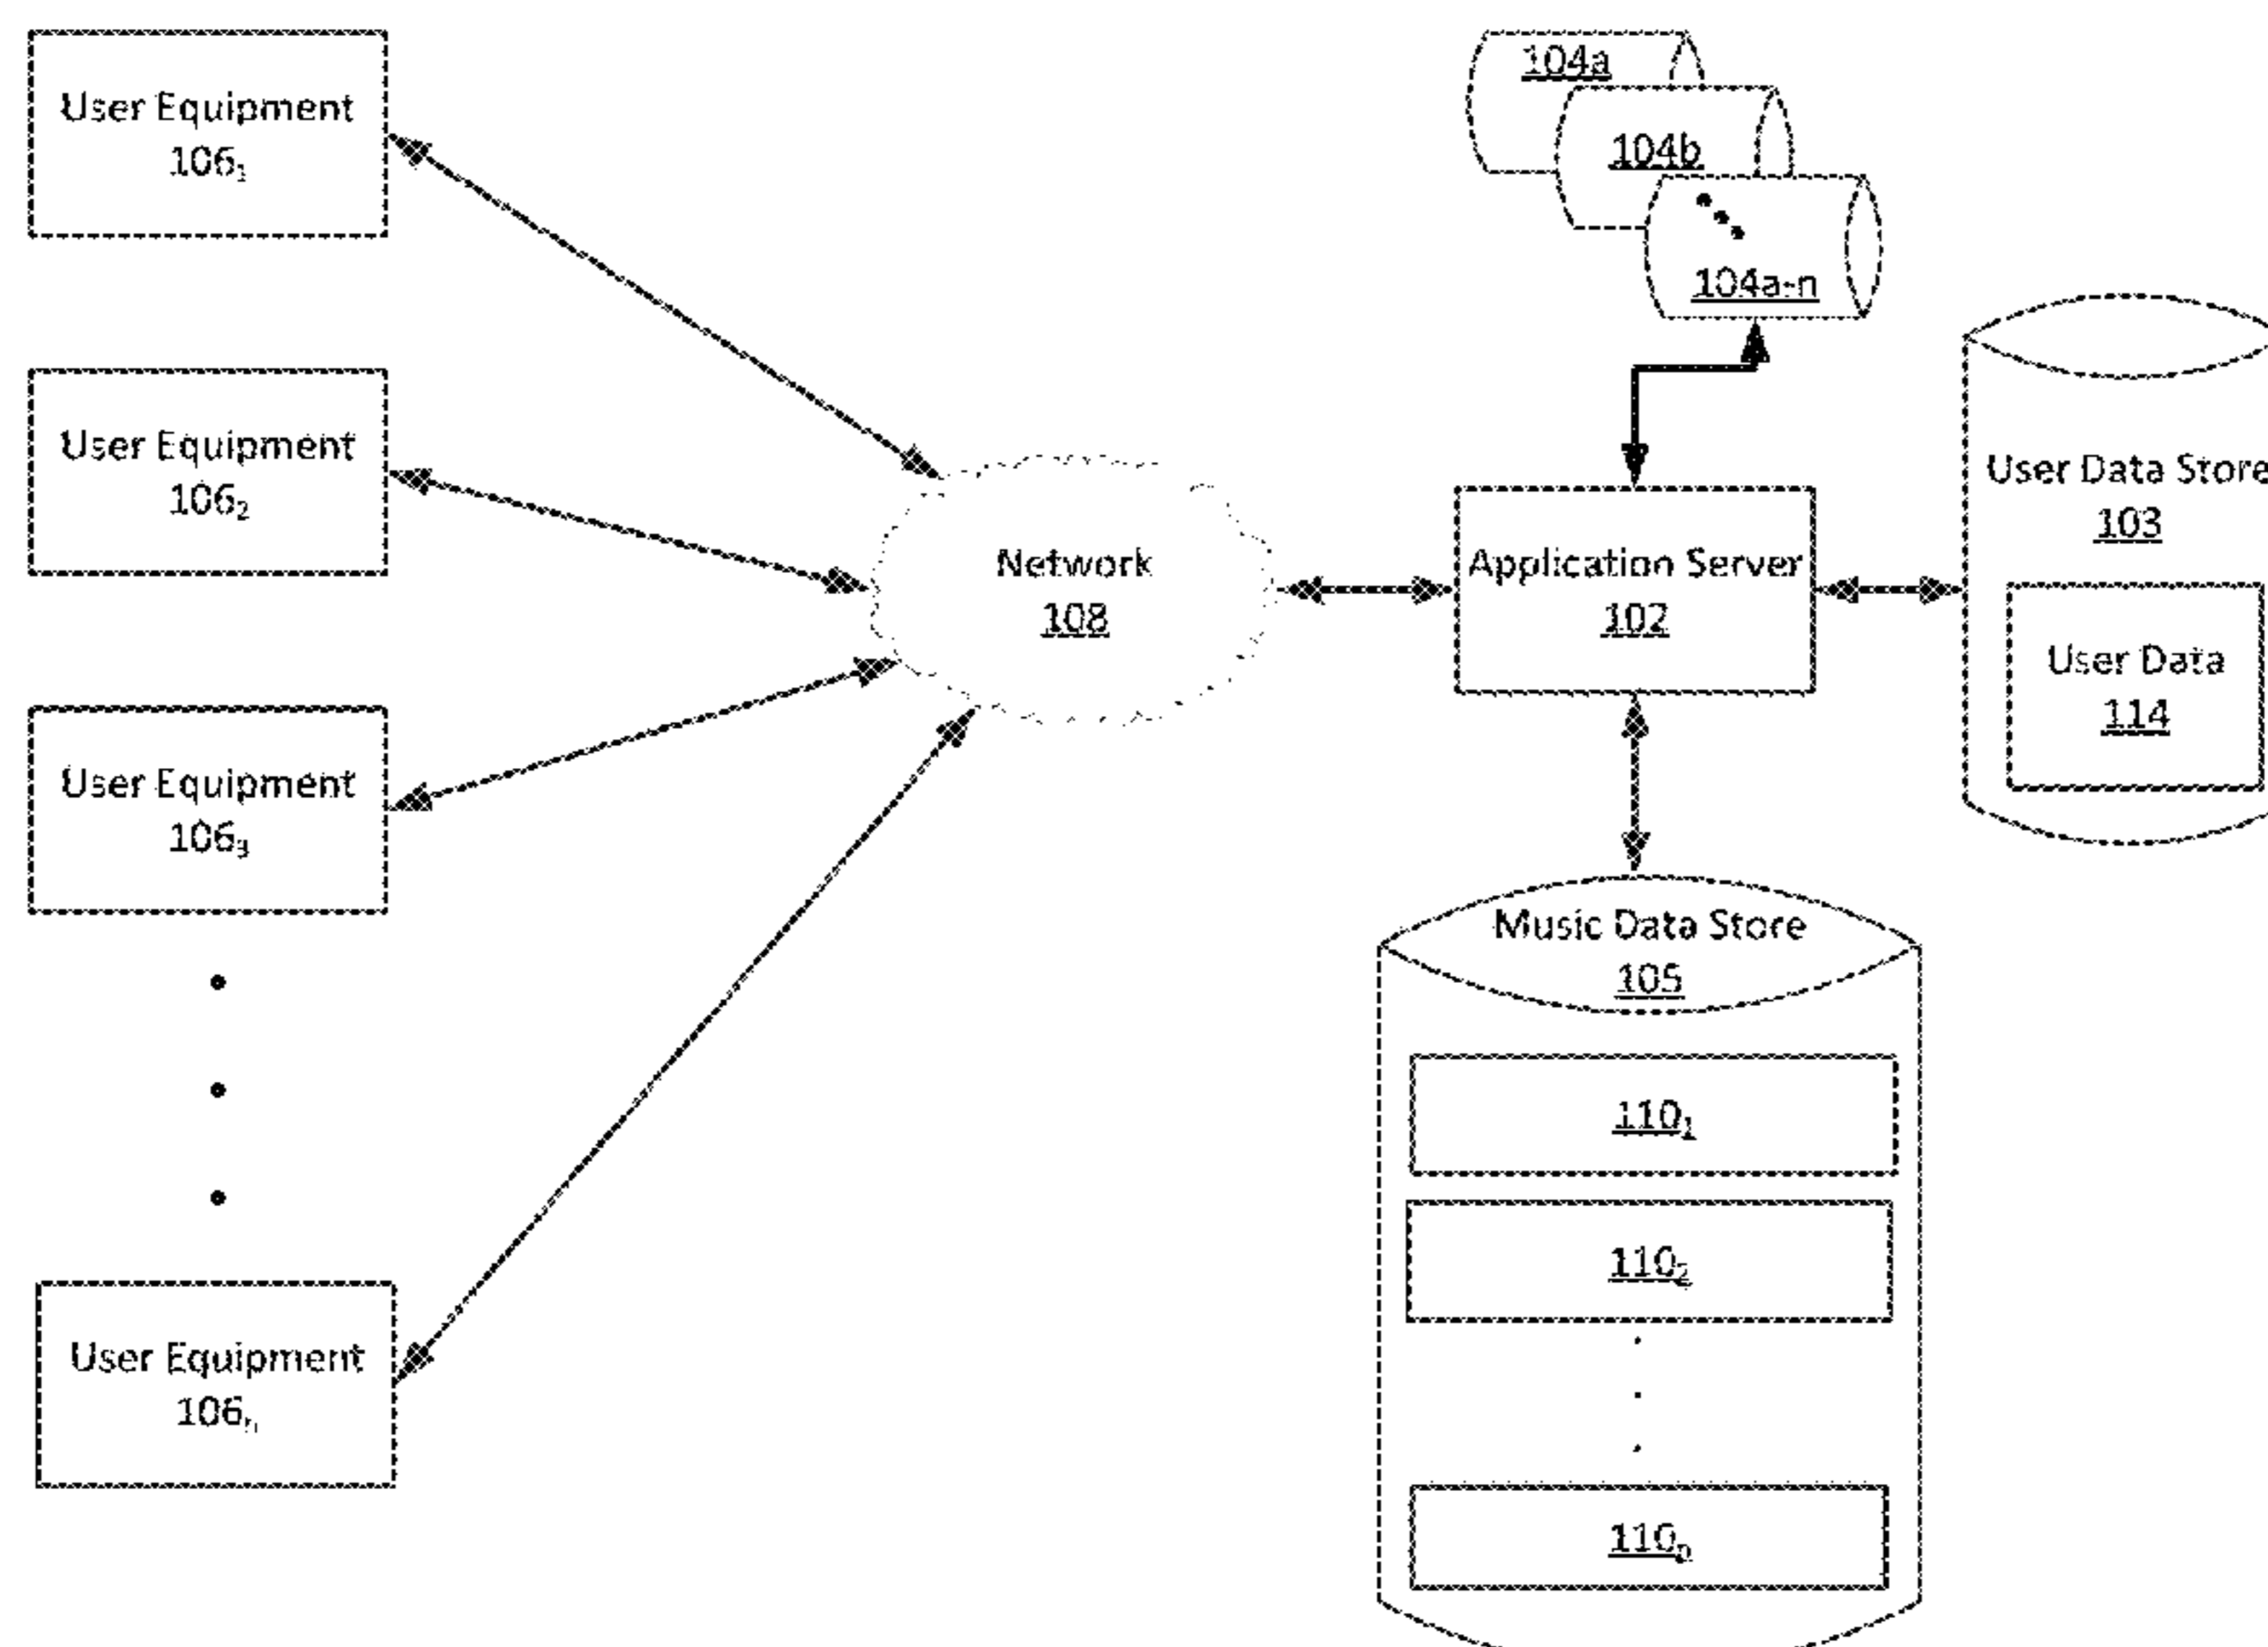 User Equipment
106₁
User Equipment
106₂
User Equipment
106₃
User Equipment
106ₙ
Network
108
104a
104b
104a-n
Application Server
102
User Data Store
103
User Data
114
Music Data Store
105
110₁
110₂
110ₙ